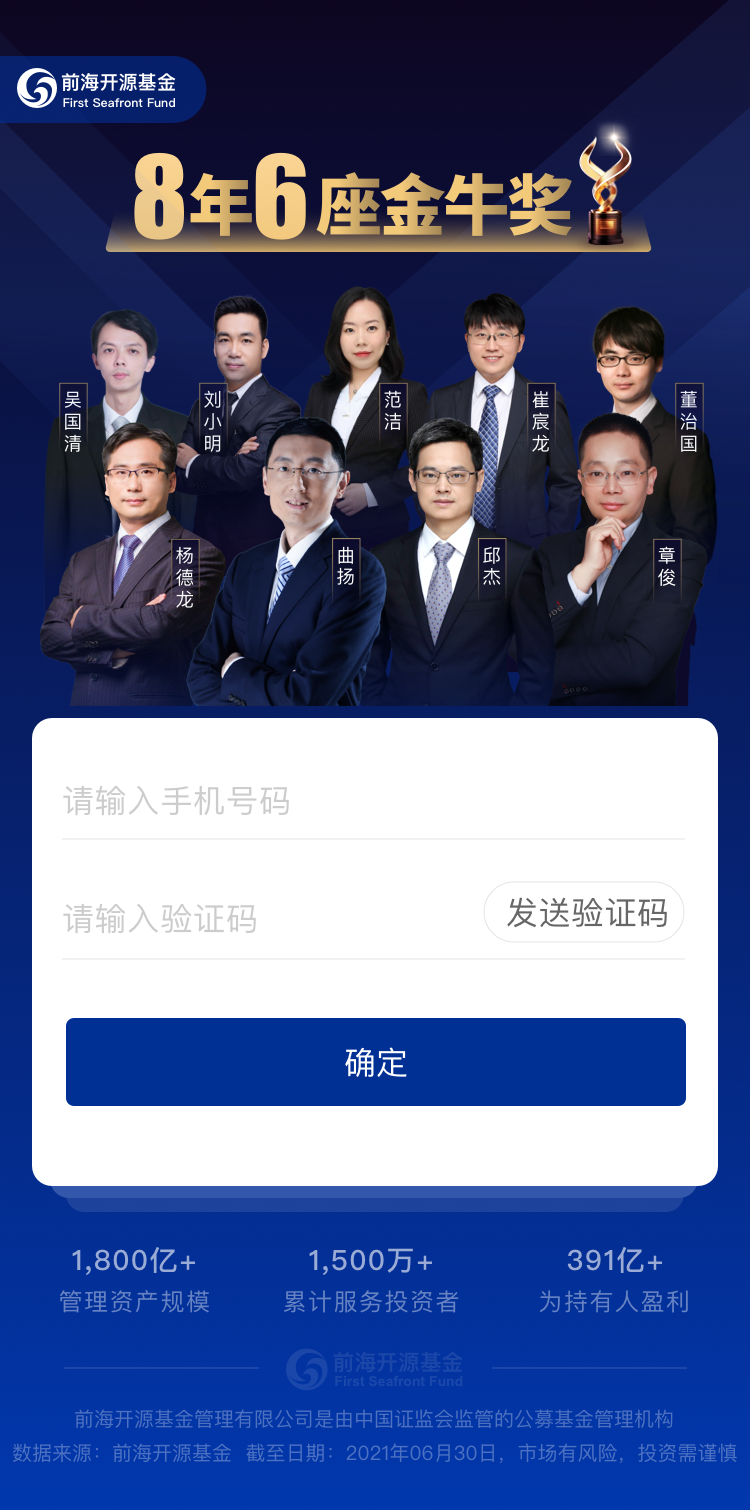 前海开源基金
First Seafront Fund
8年6座金牛奖
吴国清
刘小明
范洁
崔宸龙
董治国
杨德龙
曲扬
邱杰
章俊
请输入手机号码
请输入验证码
发送验证码
确定
1,800亿+
1,500万+
391亿+
管理资产规模
累计服务投资者
为持有人盈利
前海开源基金
First Seafront Fund
前海开源基金管理有限公司是由中国证监会监管的公募基金管理机构
数据来源：前海开源基金 截至日期：2021年06月30日，市场有风险，投资需谨慎